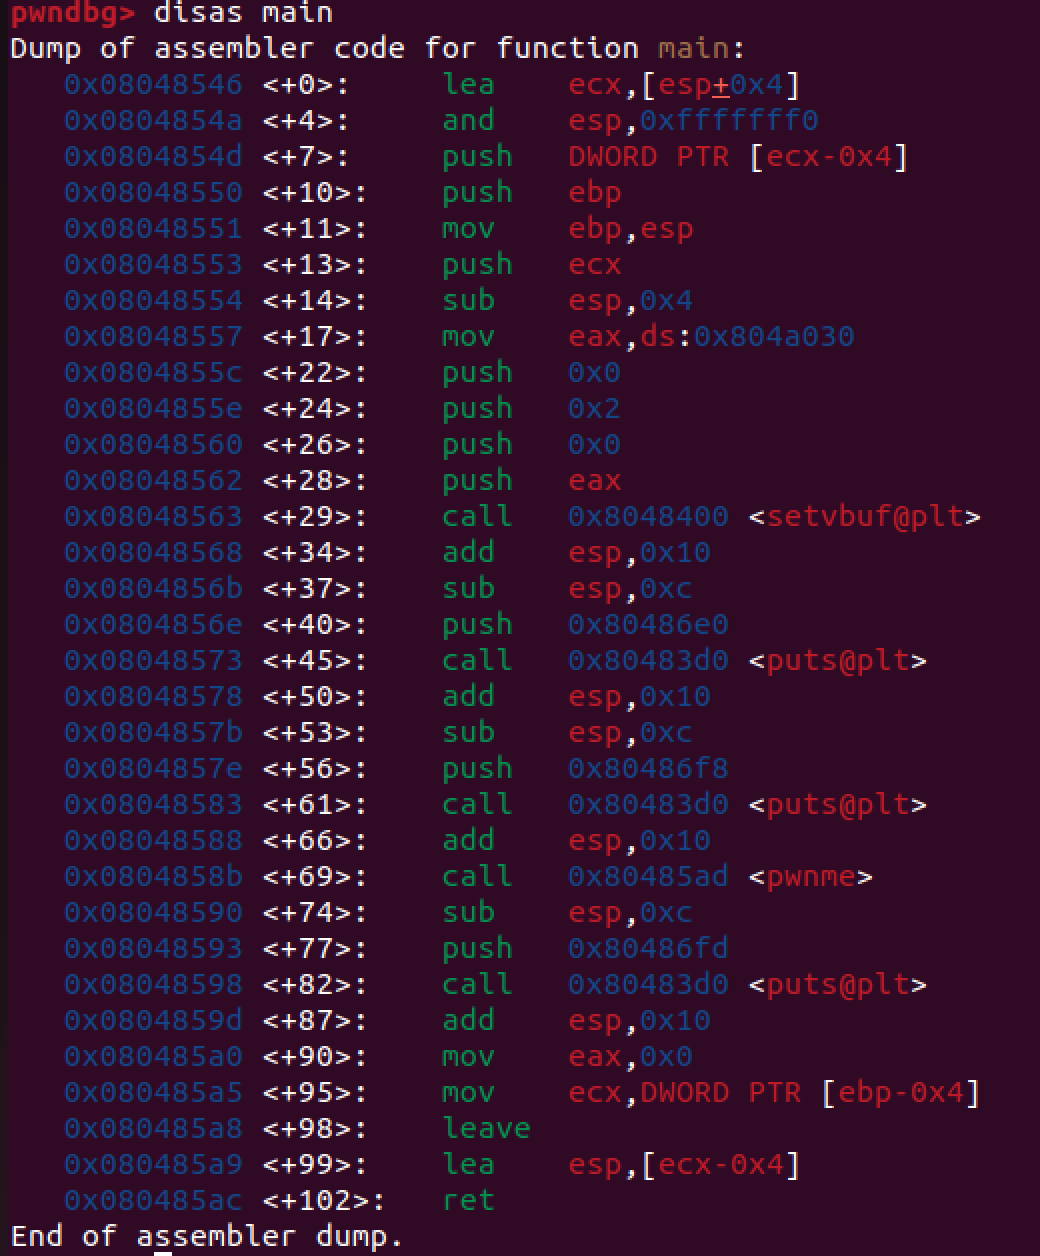 pwndbg> disas main
Dump of assembler code for function main:
0x08048546 <+0>: lea ecx,[esp+0x4]
0x0804854a <+4>: and esp,0xfffffff0
0x0804854d <+7>: push DWORD PTR [ecx-0x4]
0x08048550 <+10>: push ebp
0x08048551 <+11>: mov ebp,esp
0x08048553 <+13>: push ecx
0x08048554 <+14>: sub esp,0x4
0x08048557 <+17>: mov eax,ds:0x804a030
0x0804855c <+22>: push 0x0
0x0804855e <+24>: push 0x2
0x08048560 <+26>: push 0x0
0x08048562 <+28>: push eax
0x08048563 <+29>: call 0x8048400 <setvbuf@plt>
0x08048568 <+34>: add esp,0x10
0x0804856b <+37>: sub esp,0xc
0x0804856e <+40>: push 0x80486e0
0x08048573 <+45>: call 0x80483d0 <puts@plt>
0x08048578 <+50>: add esp,0x10
0x0804857b <+53>: sub esp,0xc
0x0804857e <+56>: push 0x80486f8
0x08048583 <+61>: call 0x80483d0 <puts@plt>
0x08048588 <+66>: add esp,0x10
0x0804858b <+69>: call 0x80485ad <pwnme>
0x08048590 <+74>: sub esp,0xc
0x08048593 <+77>: push 0x80486fd
0x08048598 <+82>: call 0x80483d0 <puts@plt>
0x0804859d <+87>: add esp,0x10
0x080485a0 <+90>: mov eax,0x0
0x080485a5 <+95>: mov ecx,DWORD PTR [ebp-0x4]
0x080485a8 <+98>: leave
0x080485a9 <+99>: lea esp,[ecx-0x4]
0x080485ac <+102>: ret
End of assembler dump.